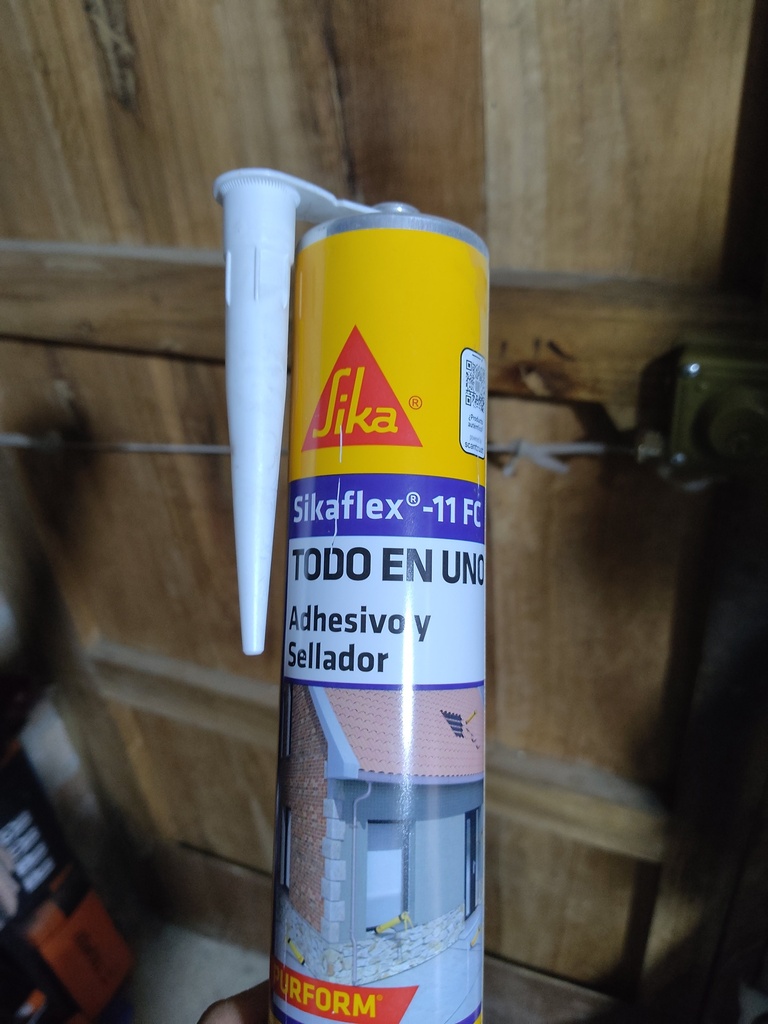 Sika®
Sikaflex®-11 FC
TODO EN UNO
Adhesivo y
Sellador
PURFORM®